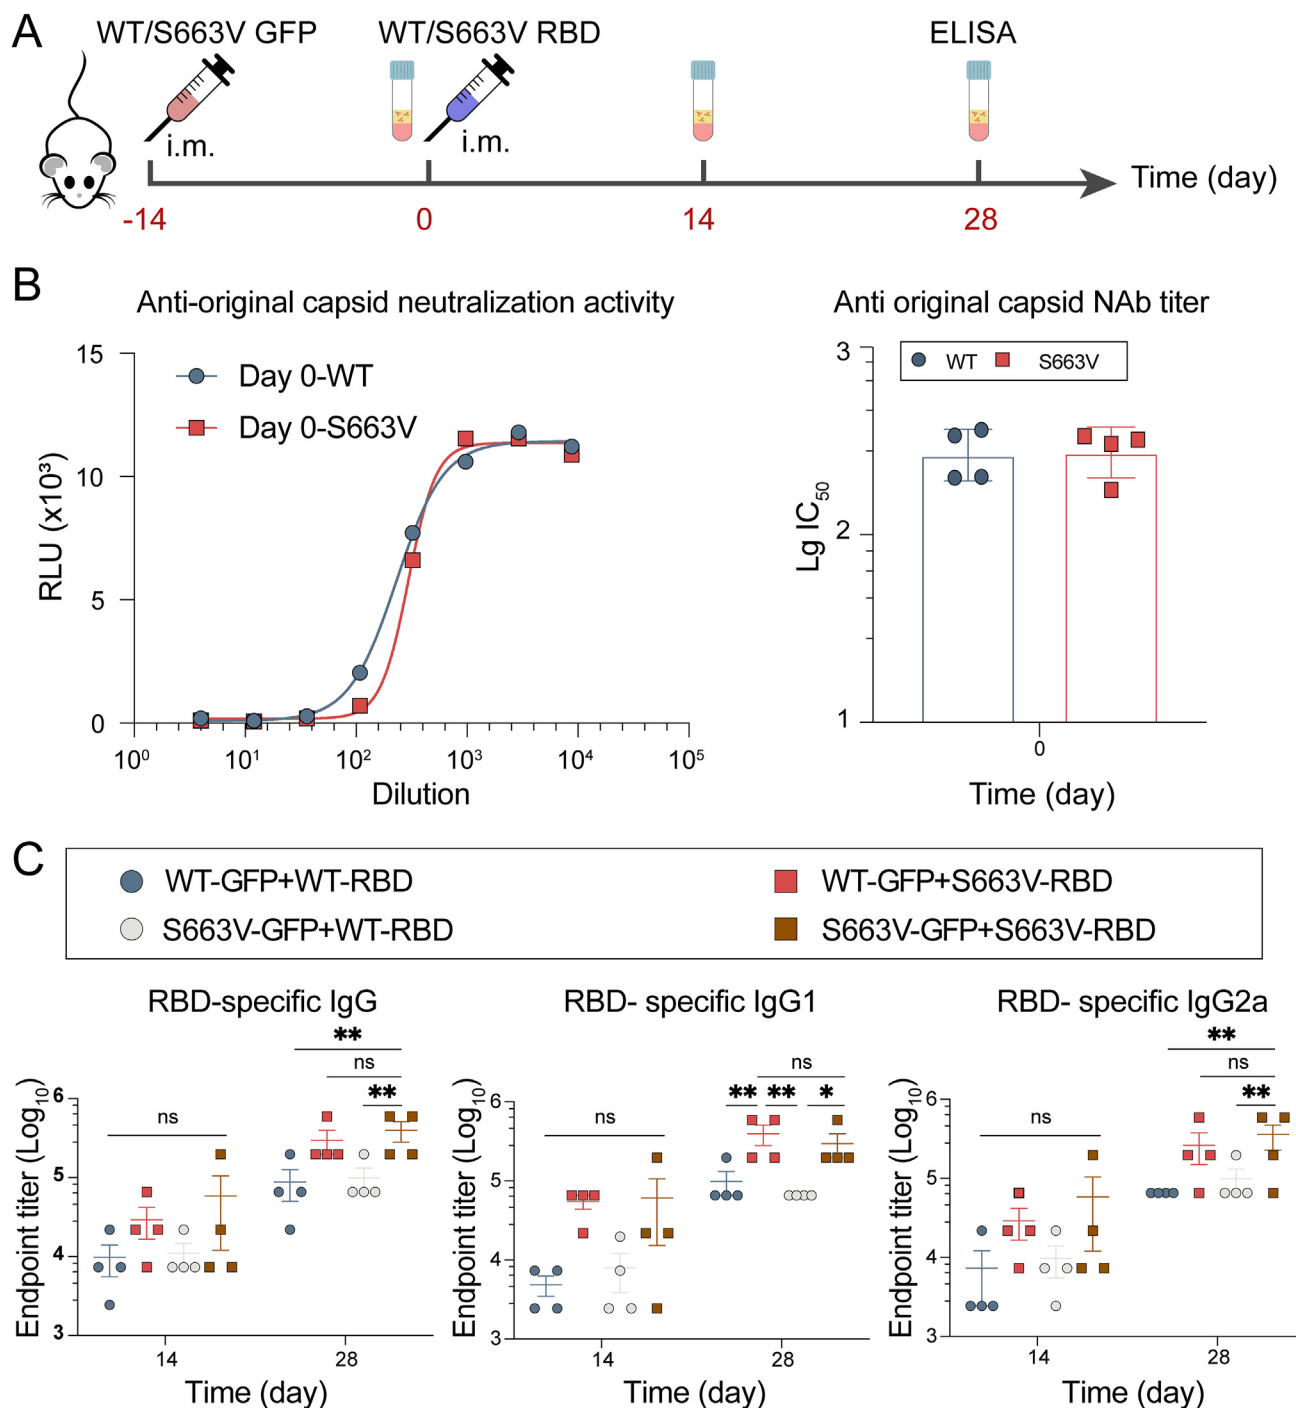 A
WT/S663V GFP
WT/S663V RBD
ELISA
i.m.
i.m.
Time (day)
-14
0
14
28
B
Anti-original capsid neutralization activity
15
10
5
0
RLU (x10³)
Day 0-WT
Day 0-S663V
10⁰
10¹
10²
10³
10⁴
10⁵
Dilution
Anti original capsid NAb titer
3
2
1
Lg IC₅₀
WT
S663V
0
Time (day)
C
WT-GFP+WT-RBD
WT-GFP+S663V-RBD
S663V-GFP+WT-RBD
S663V-GFP+S663V-RBD
RBD-specific IgG
Endpoint titer (Log₁₀)
6
5
4
3
ns
**
ns
**
14
28
Time (day)
RBD- specific IgG1
Endpoint titer (Log₁₀)
6
5
4
3
ns
ns
**
**
*
14
28
Time (day)
RBD- specific IgG2a
Endpoint titer (Log₁₀)
6
5
4
3
ns
**
ns
**
14
28
Time (day)